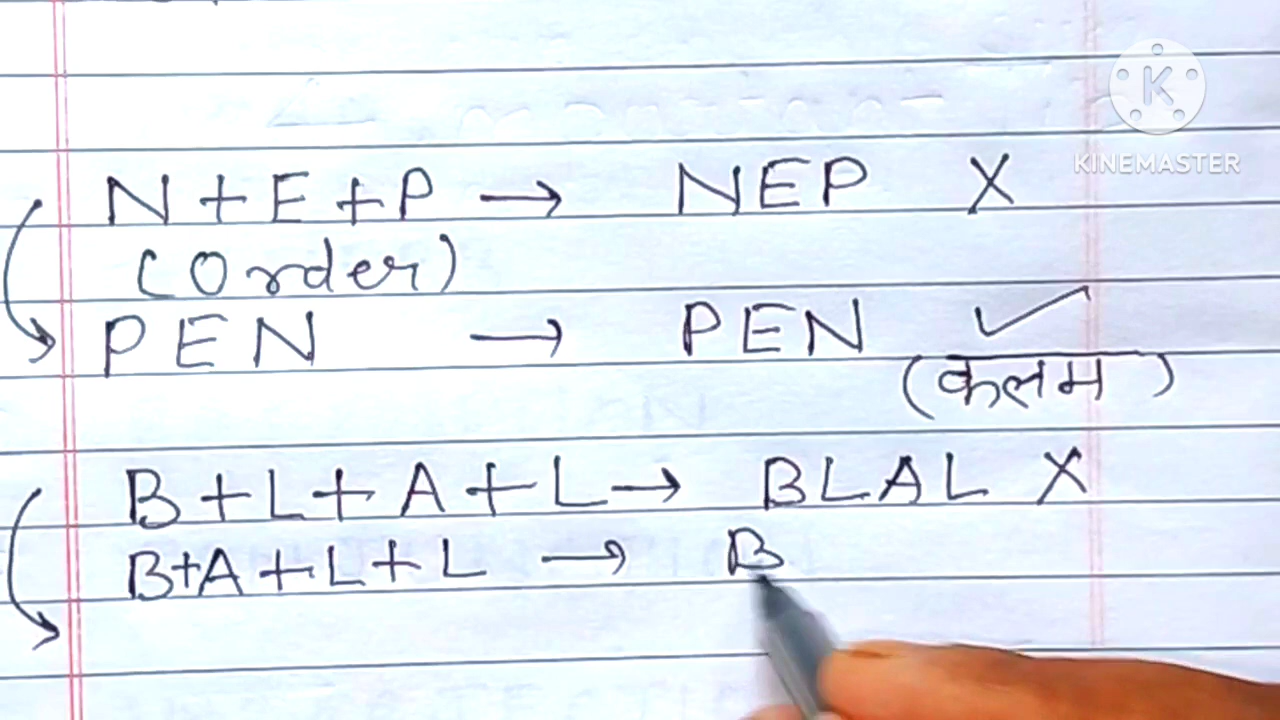 N + E + P → NEP X
(Order)
PEN → PEN ✓
(कलम)
B + L + A + L → BLAL X
B+A + L + L → B
K
KINEMASTER